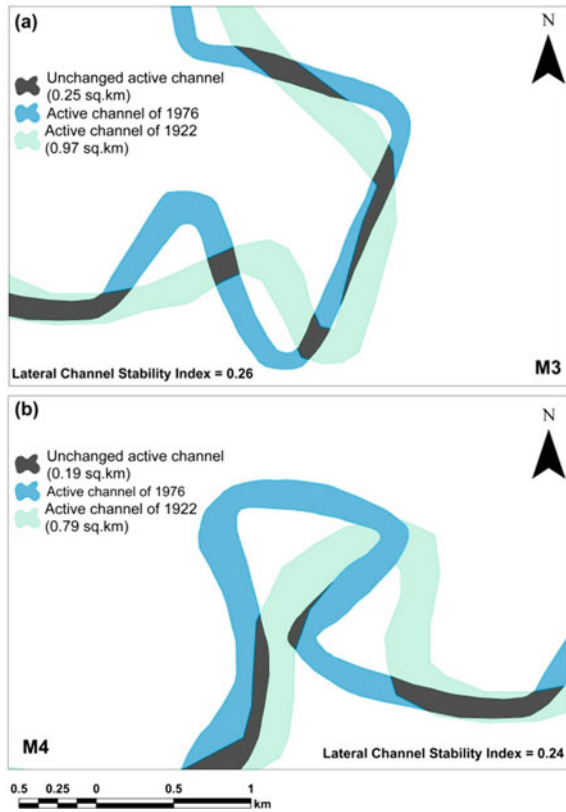 (a)
N
Unchanged active channel
(0.25 sq.km)
Active channel of 1976
Active channel of 1922
(0.97 sq.km)
Lateral Channel Stability Index = 0.26
M3
(b)
N
Unchanged active channel
(0.19 sq.km)
Active channel of 1976
Active channel of 1922
(0.79 sq.km)
M4
Lateral Channel Stability Index = 0.24
0.5 0.25 0 0.5 1
km